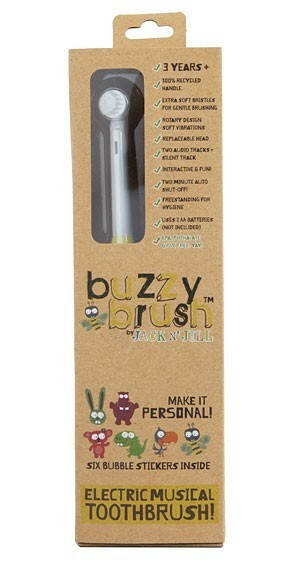 3 YEARS +
100% RECYCLED
HANDLE
EXTRA SOFT BRISTLES
FOR GENTLE BRUSHING
ROTARY DESIGN
SOFT VIBRATIONS
REPLACEABLE HEAD
TWO AUDIO TRACKS +
SILENT TRACK
INTERACTIVE & FUN!
TWO MINUTE AUTO
SHUT-OFF!
FREESTANDING FOR
HYGIENE
USES 2 AA BATTERIES
(NOT INCLUDED)
buzzy
brush™
by JACK N' JILL
MAKE IT
PERSONAL!
SIX BUBBLE STICKERS INSIDE
ELECTRIC MUSICAL
TOOTHBRUSH!